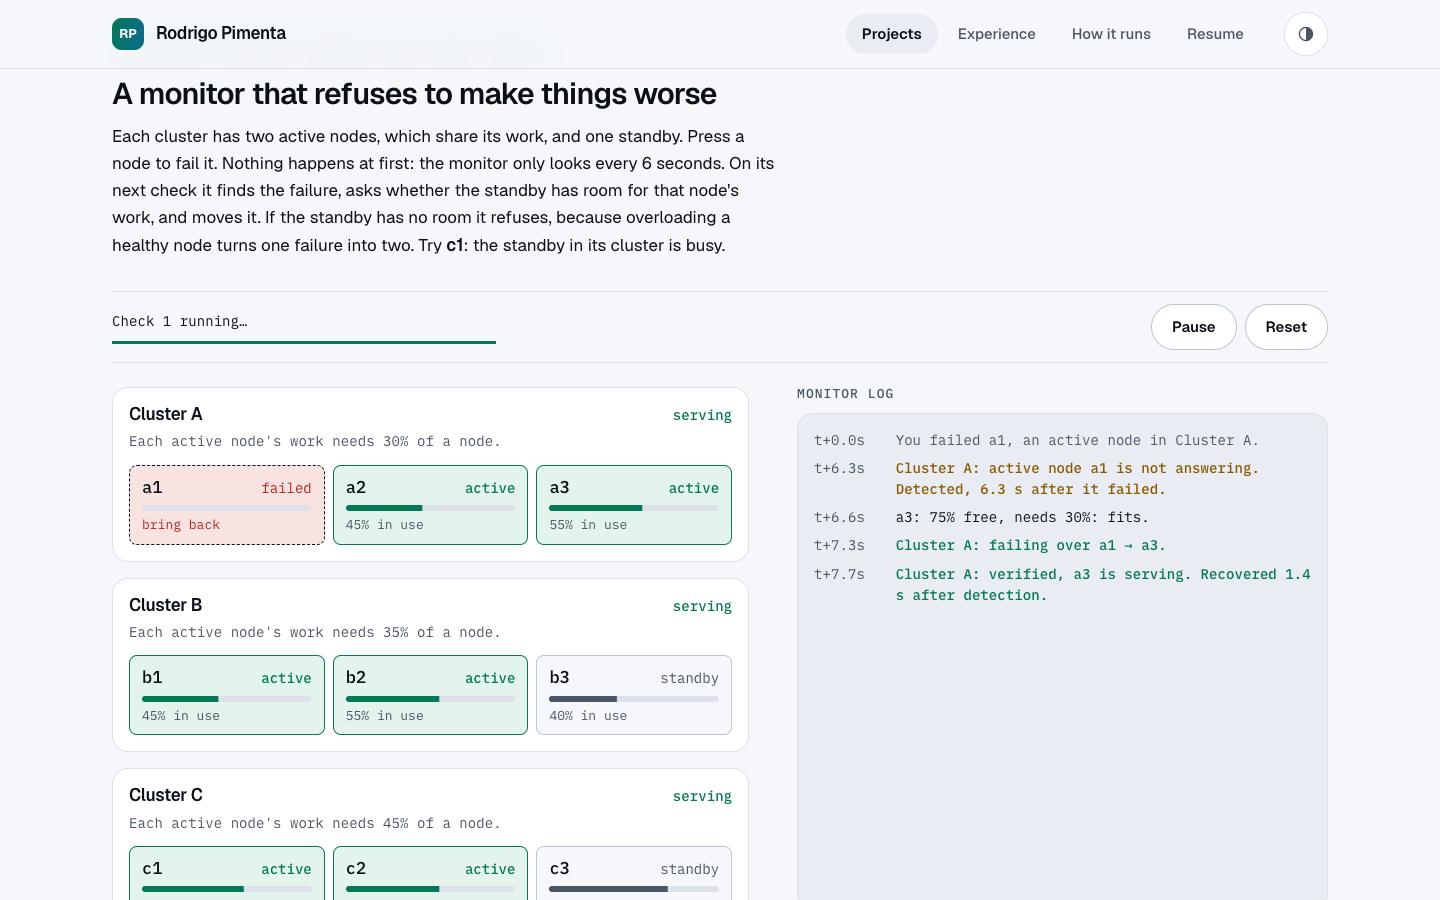 RP
Rodrigo Pimenta
Projects
Experience
How it runs
Resume
A monitor that refuses to make things worse
Each cluster has two active nodes, which share its work, and one standby. Press a
node to fail it. Nothing happens at first: the monitor only looks every 6 seconds. On its
next check it finds the failure, asks whether the standby has room for that node's
work, and moves it. If the standby has no room it refuses, because overloading a
healthy node turns one failure into two. Try c1: the standby in its cluster is busy.
Check 1 running…
Pause
Reset
Cluster A
serving
Each active node's work needs 30% of a node.
a1
failed
bring back
a2
active
45% in use
a3
active
55% in use
Cluster B
serving
Each active node's work needs 35% of a node.
b1
active
45% in use
b2
active
55% in use
b3
standby
40% in use
Cluster C
serving
Each active node's work needs 45% of a node.
c1
active
c2
active
c3
standby
MONITOR LOG
t+0.0s You failed a1, an active node in Cluster A.
t+6.3s Cluster A: active node a1 is not answering.
Detected, 6.3 s after it failed.
t+6.6s a3: 75% free, needs 30%: fits.
t+7.3s Cluster A: failing over a1 → a3.
t+7.7s Cluster A: verified, a3 is serving. Recovered 1.4
s after detection.